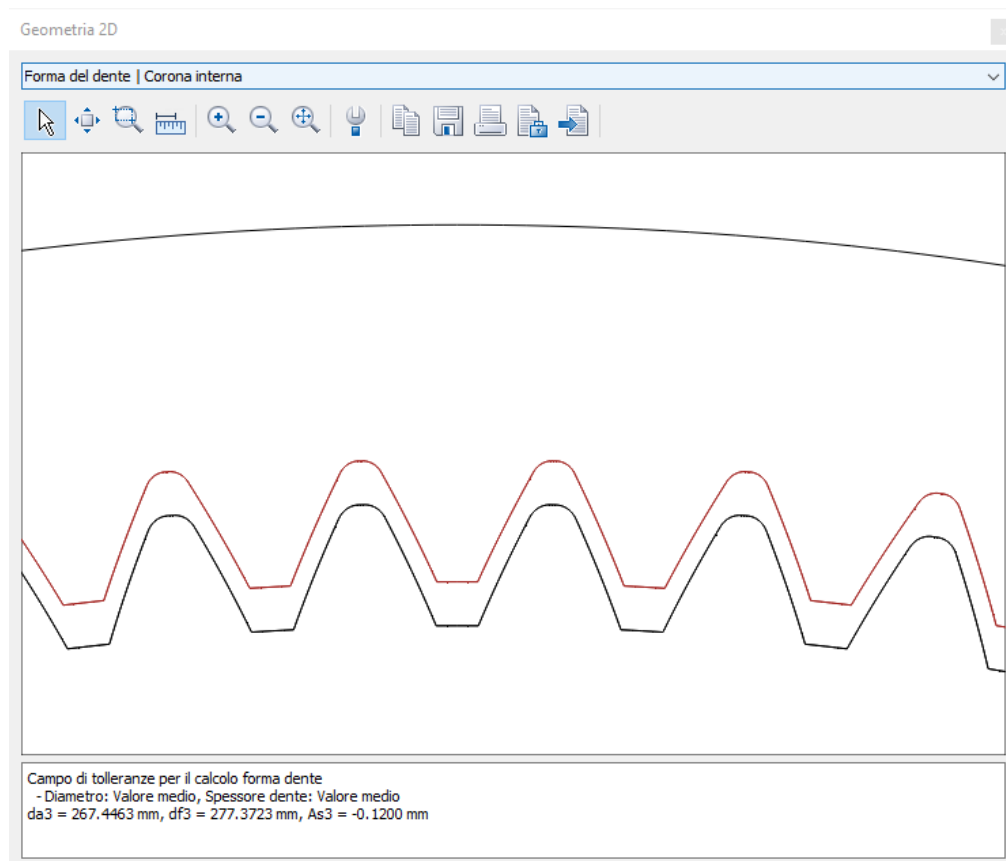 Geometria 2D
Forma del dente | Corona interna
Campo di tolleranze per il calcolo forma dente
- Diametro: Valore medio, Spessore dente: Valore medio
da3 = 267.4463 mm, df3 = 277.3723 mm, As3 = -0.1200 mm